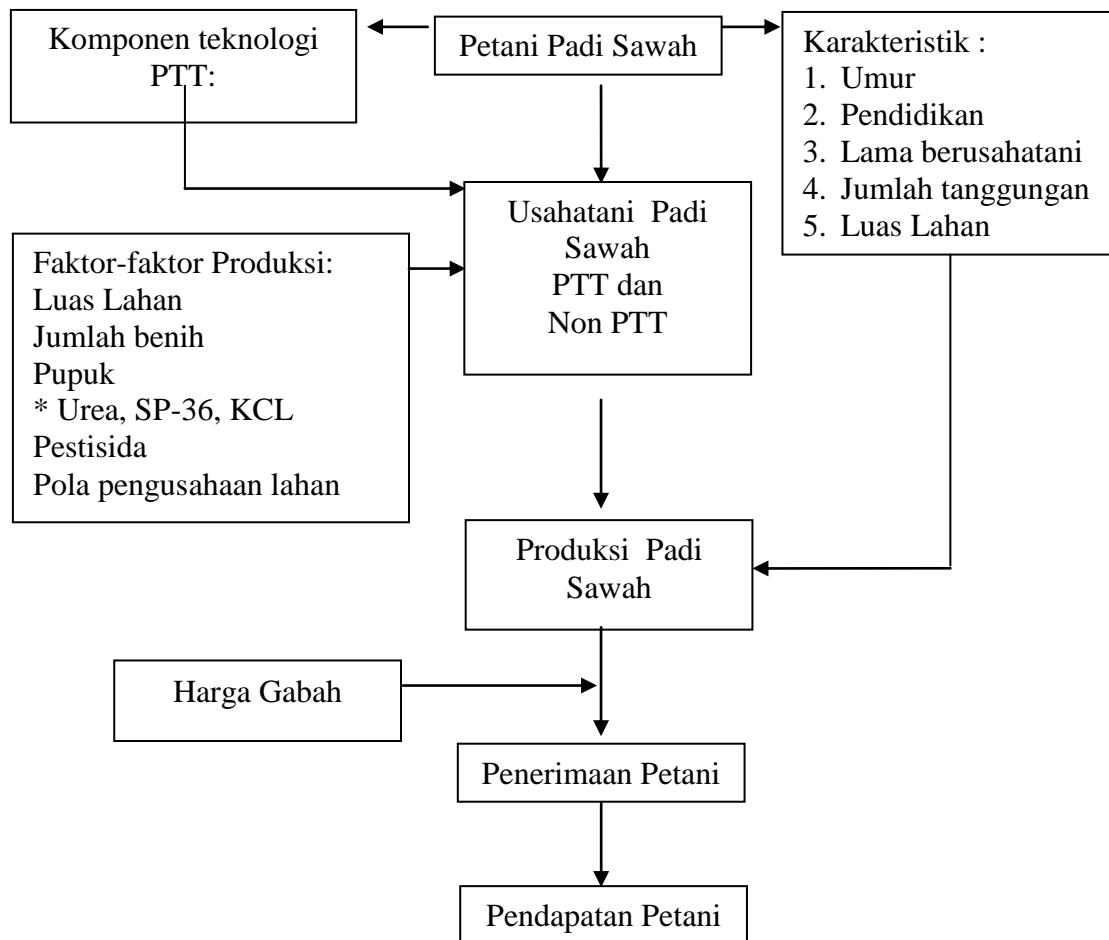 Komponen teknologi
PTT:
Petani Padi Sawah
Karakteristik :
1. Umur
2. Pendidikan
3. Lama berusahatani
4. Jumlah tanggungan
5. Luas Lahan
Usahatani Padi
Sawah
PTT dan
Non PTT
Faktor-faktor Produksi:
Luas Lahan
Jumlah benih
Pupuk
* Urea, SP-36, KCL
Pestisida
Pola pengusahaan lahan
Produksi Padi
Sawah
Harga Gabah
Penerimaan Petani
Pendapatan Petani